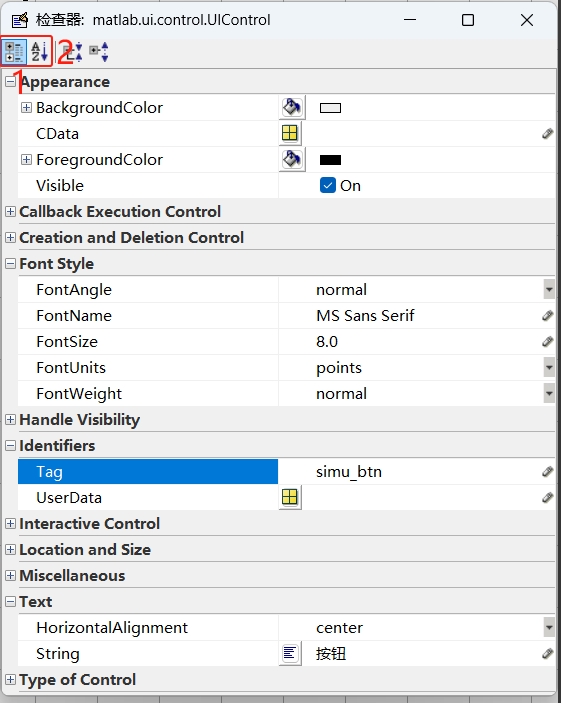 检查器: matlab.ui.control.UIControl
A
Z
1
2
Appearance
BackgroundColor
CData
ForegroundColor
Visible On
Callback Execution Control
Creation and Deletion Control
Font Style
FontAngle normal
FontName MS Sans Serif
FontSize 8.0
FontUnits points
FontWeight normal
Handle Visibility
Identifiers
Tag simu_btn
UserData
Interactive Control
Location and Size
Miscellaneous
Text
HorizontalAlignment center
String 按钮
Type of Control